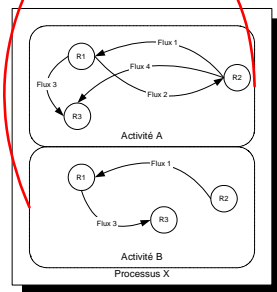 Flux 1
R1
Flux 4
R2
Flux 3
Flux 2
R3
Activité A
Flux 1
R1
R2
Flux 3
R3
Activité B
Processus X